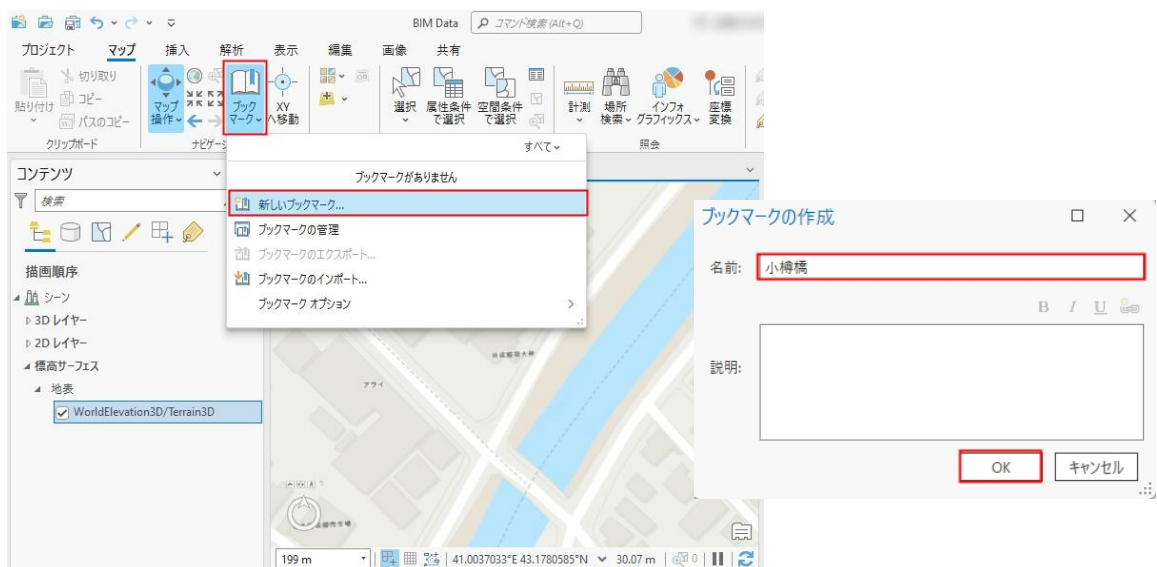 BIM Data
コマンド検索 (Alt+Q)
プロジェクト マップ 挿入 解析 表示 編集 画像 共有
切り取り
コピー
パスのコピー
貼り付け
マップ操作
ブックマーク
XY へ移動
選択
属性条件で選択
空間条件で選択
計測
場所検索
インフォグラフィックス
座標変換
クリップボード
ナビゲーシ
照会
すべて
ブックマークがありません
新しいブックマーク...
ブックマークの管理
ブックマークのエクスポート...
ブックマークのインポート...
ブックマーク オプション
コンテンツ
検索
描画順序
シーン
3D レイヤー
2D レイヤー
標高サーフェス
地表
WorldElevation3D/Terrain3D
アライ
199 m
41.0037033°E 43.1780585°N
30.07 m
0
ブックマークの作成
名前: 小樽橋
B I U
説明:
OK キャンセル